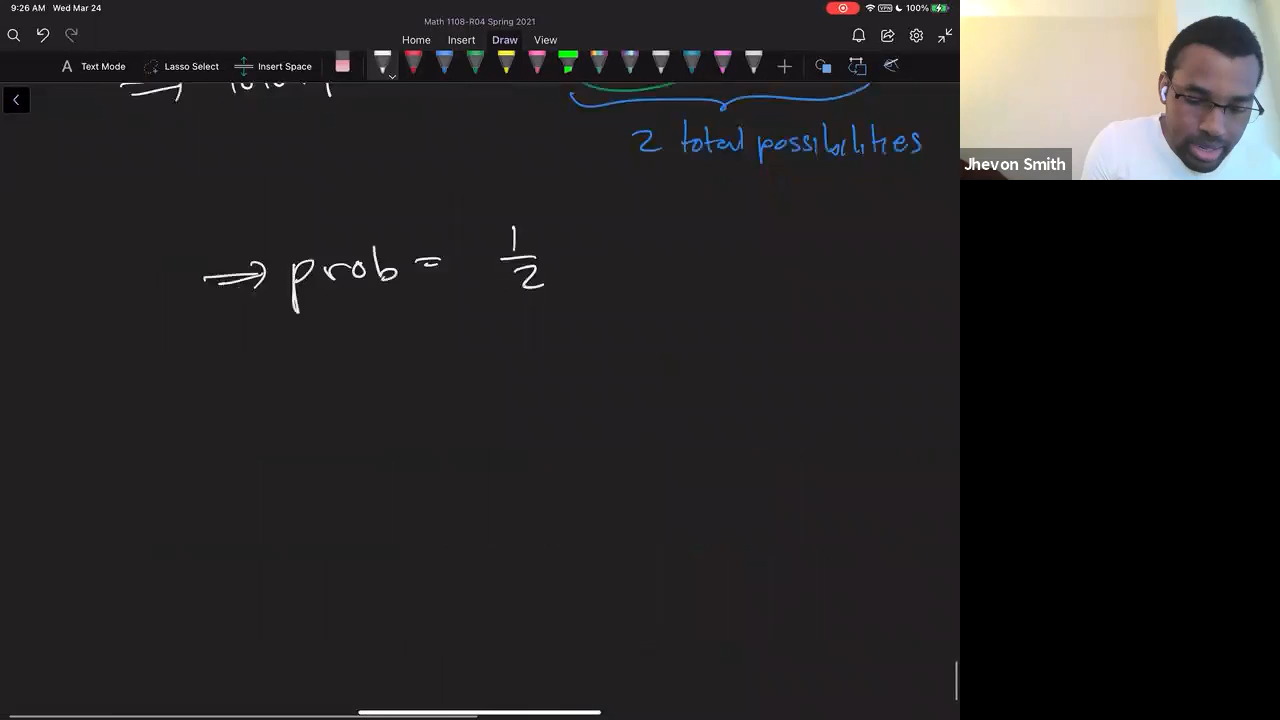 9:26 AM Wed Mar 24
100%
Math 1108-R04 Spring 2021
Home Insert Draw View
A Text Mode Lasso Select Insert Space
2 total possibilities
Jhevon Smith
⟹ prob = 1/2